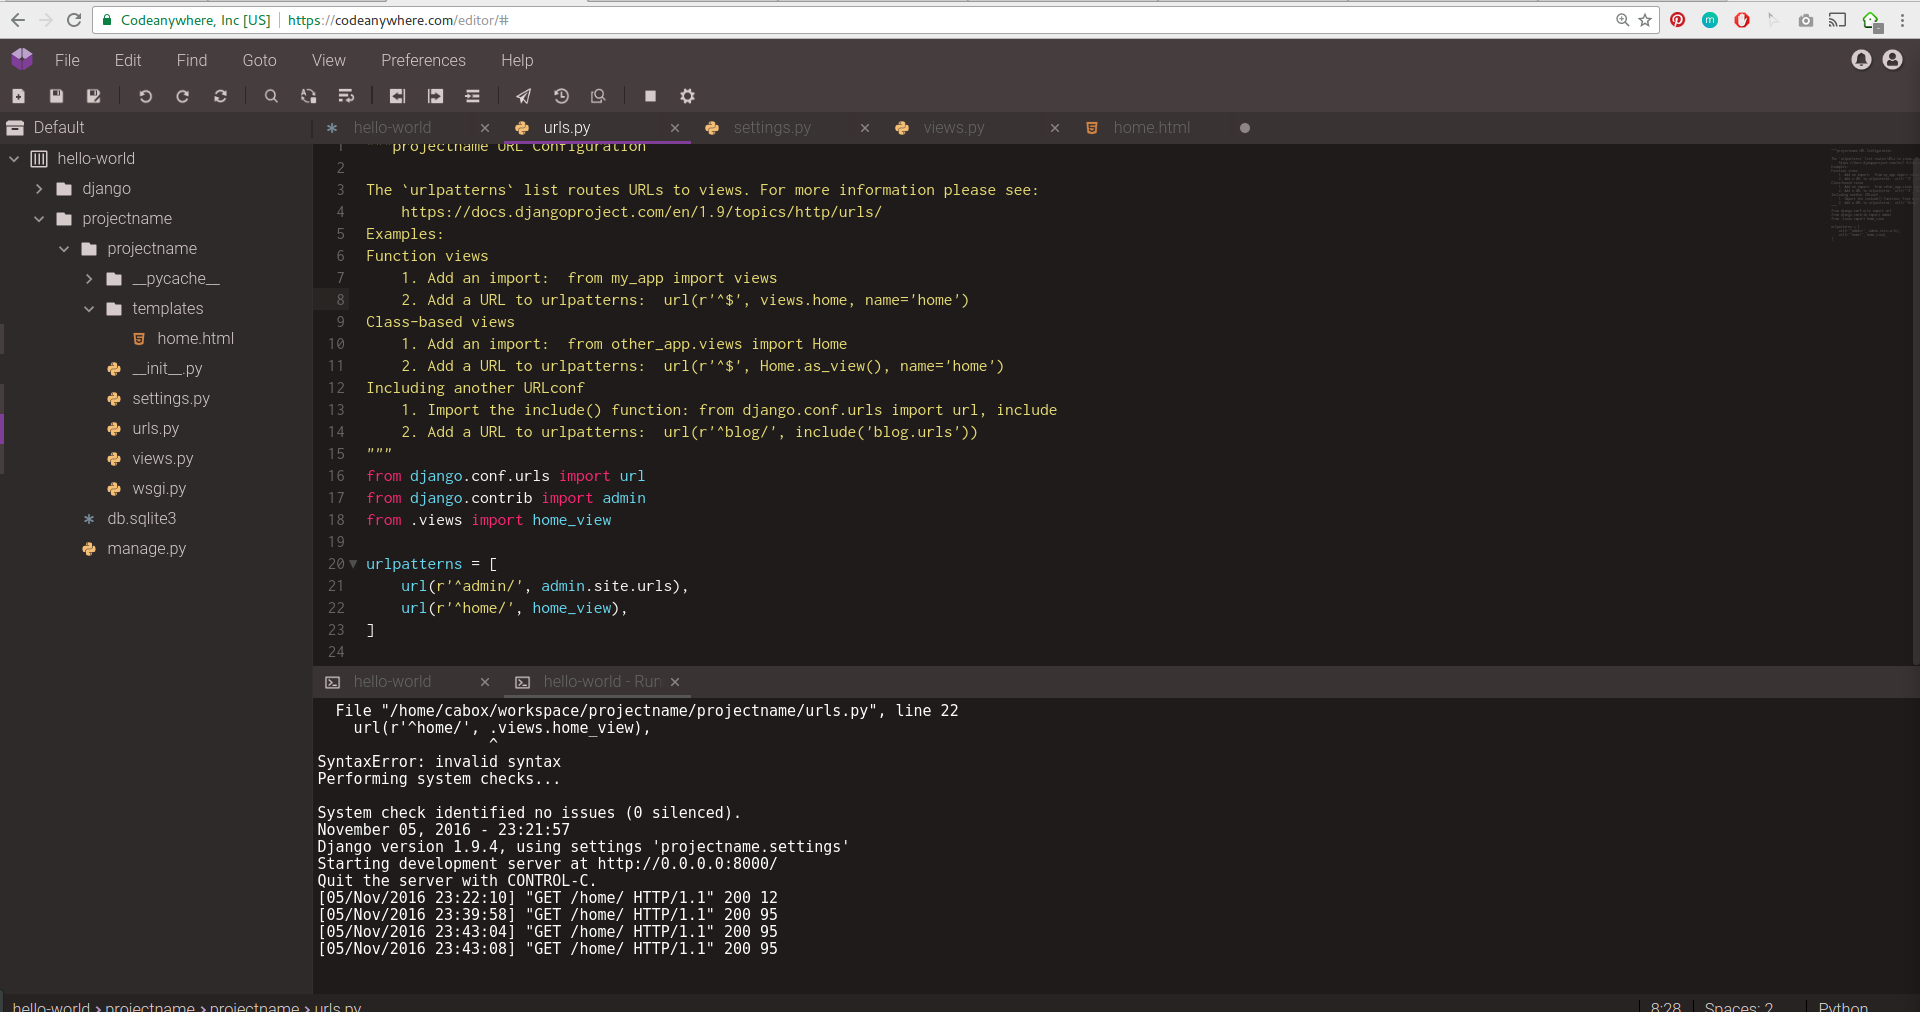 Codeanywhere, Inc [US] https://codeanywhere.com/editor/#
File Edit Find Goto View Preferences Help
Default
hello-world urls.py settings.py views.py home.html
hello-world
django
projectname
projectname
__pycache__
templates
home.html
__init__.py
settings.py
urls.py
views.py
wsgi.py
db.sqlite3
manage.py
1 """projectname URL Configuration
2
3 The `urlpatterns` list routes URLs to views. For more information please see:
4 https://docs.djangoproject.com/en/1.9/topics/http/urls/
5 Examples:
6 Function views
7 1. Add an import:  from my_app import views
8 2. Add a URL to urlpatterns:  url(r'^$', views.home, name='home')
9 Class-based views
10 1. Add an import:  from other_app.views import Home
11 2. Add a URL to urlpatterns:  url(r'^$', Home.as_view(), name='home')
12 Including another URLconf
13 1. Import the include() function: from django.conf.urls import url, include
14 2. Add a URL to urlpatterns:  url(r'^blog/', include('blog.urls'))
15 """
16 from django.conf.urls import url
17 from django.contrib import admin
18 from .views import home_view
19
20 urlpatterns = [
21 url(r'^admin/', admin.site.urls),
22 url(r'^home/', home_view),
23 ]
24
hello-world hello-world - Run
File "/home/cabox/workspace/projectname/projectname/urls.py", line 22
url(r'^home/', .views.home_view),
^
SyntaxError: invalid syntax
Performing system checks...
System check identified no issues (0 silenced).
November 05, 2016 - 23:21:57
Django version 1.9.4, using settings 'projectname.settings'
Starting development server at http://0.0.0.0:8000/
Quit the server with CONTROL-C.
[05/Nov/2016 23:22:10] "GET /home/ HTTP/1.1" 200 12
[05/Nov/2016 23:39:58] "GET /home/ HTTP/1.1" 200 95
[05/Nov/2016 23:43:04] "GET /home/ HTTP/1.1" 200 95
[05/Nov/2016 23:43:08] "GET /home/ HTTP/1.1" 200 95
hello-world > projectname > projectname > urls.py 8:28 Spaces: 2 Python